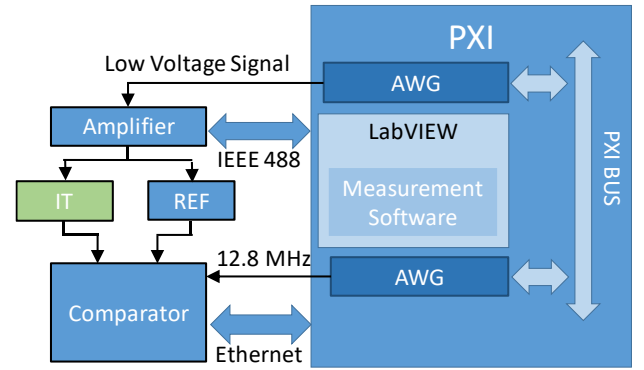 PXI
Low Voltage Signal
AWG
Amplifier
LabVIEW
IEEE 488
PXI BUS
IT
REF
Measurement
Software
12.8 MHz
AWG
Comparator
Ethernet